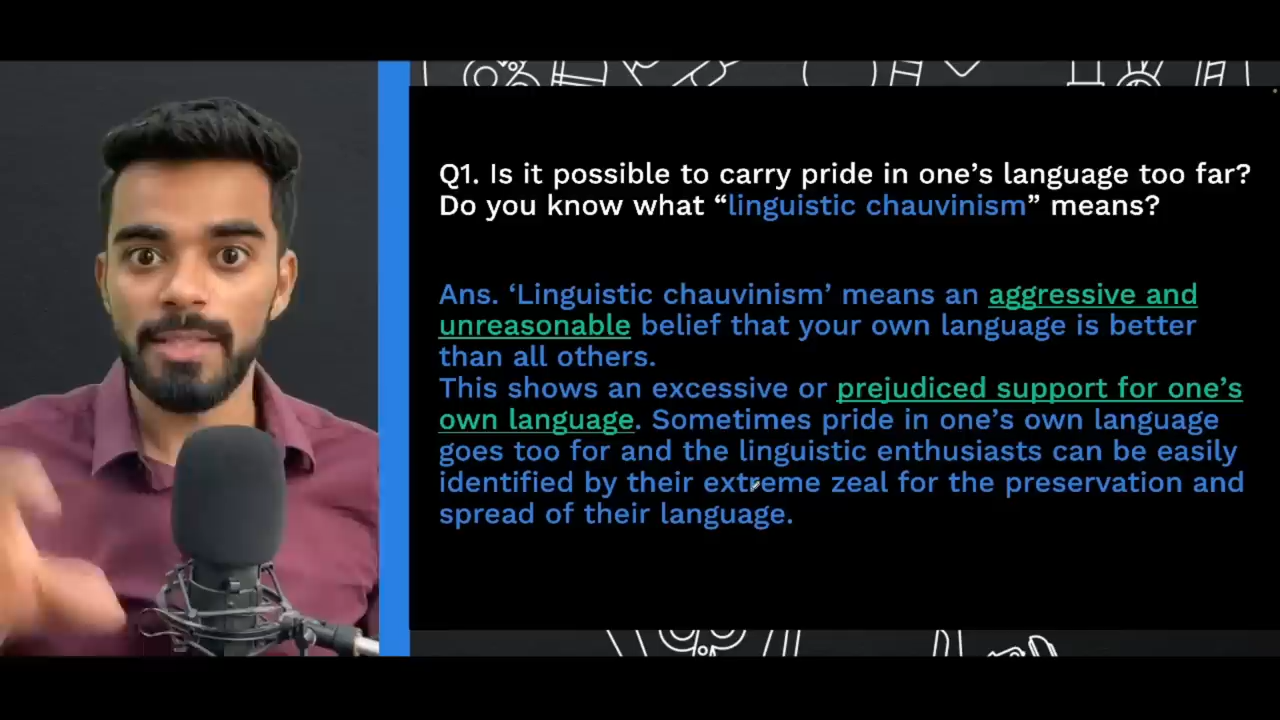 Q1. Is it possible to carry pride in one’s language too far?
Do you know what “linguistic chauvinism” means?
Ans. ‘Linguistic chauvinism’ means an aggressive and
unreasonable belief that your own language is better
than all others.
This shows an excessive or prejudiced support for one’s
own language. Sometimes pride in one’s own language
goes too for and the linguistic enthusiasts can be easily
identified by their extreme zeal for the preservation and
spread of their language.